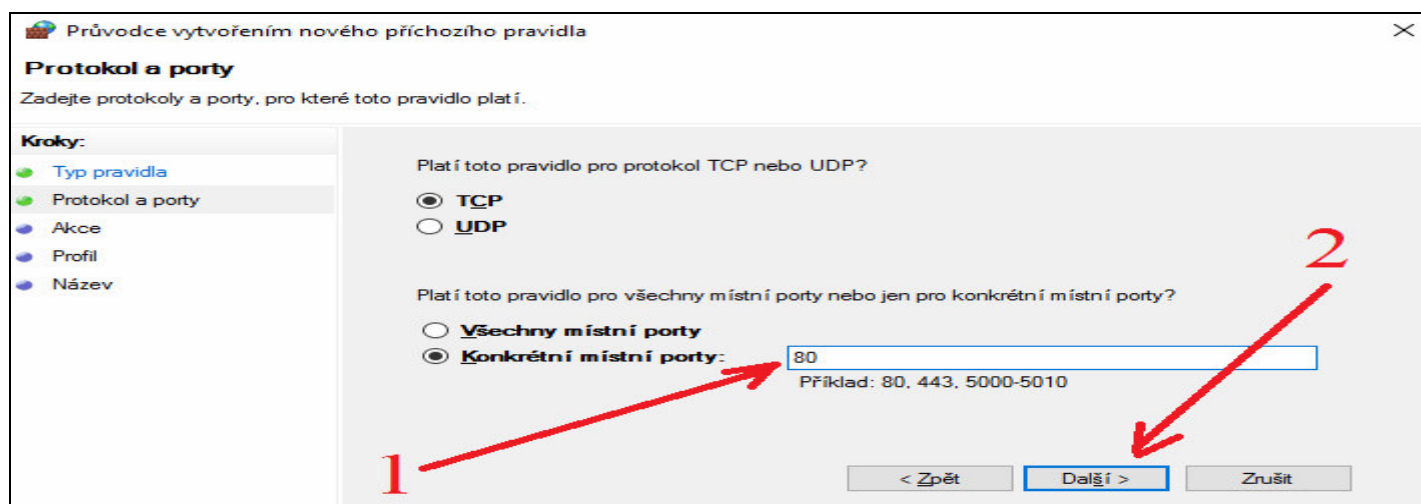 Průvodce vytvořením nového příchozího pravidla
Protokol a porty
Zadejte protokoly a porty, pro které toto pravidlo platí.
Kroky:
Typ pravidla
Protokol a porty
Akce
Profil
Název
Platí toto pravidlo pro protokol TCP nebo UDP?
TCP
UDP
2
Platí toto pravidlo pro všechny místní porty nebo jen pro konkrétní místní porty?
Všechny místní porty
Konkrétní místní porty: 80
Příklad: 80, 443, 5000-5010
1
< Zpět Další > Zrušit